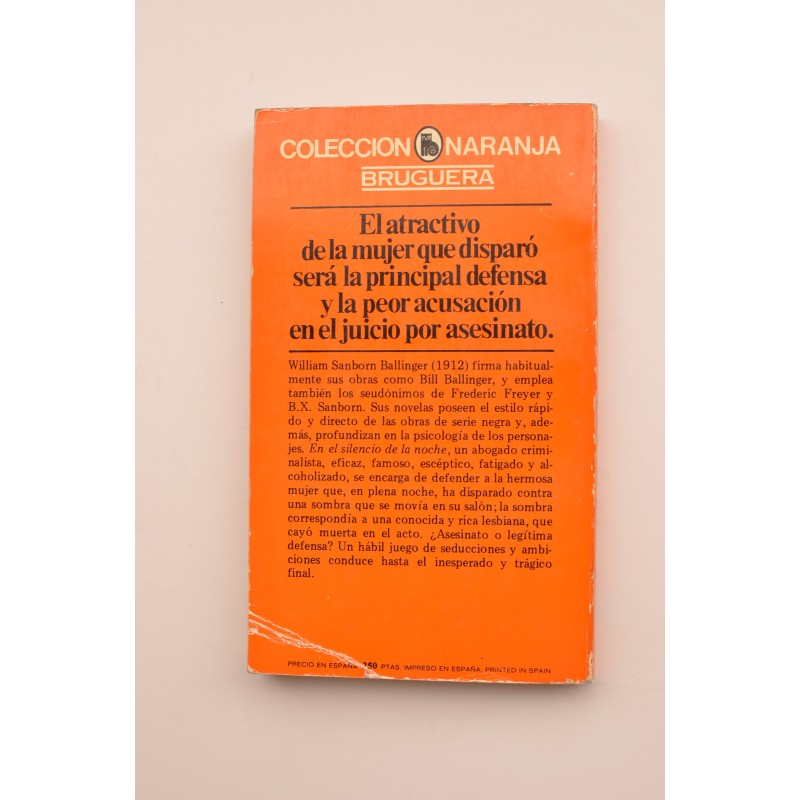 COLECCION NARANJA
BRUGUERA
El atractivo
de la mujer que disparó
será la principal defensa
y la peor acusación
en el juicio por asesinato.
William Sanborn Ballinger (1912) firma habitual-
mente sus obras como Bill Ballinger, y emplea
también los seudónimos de Frederic Freyer y
B.X. Sanborn. Sus novelas poseen el estilo rápi-
do y directo de las obras de serie negra y, ade-
más, profundizan en la psicología de los persona-
jes. En el silencio de la noche, un abogado crimi-
nalista, eficaz, famoso, escéptico, fatigado y al-
coholizado, se encarga de defender a la hermosa
mujer que, en plena noche, ha disparado contra
una sombra que se movía en su salón; la sombra
correspondía a una conocida y rica lesbiana, que
cayó muerta en el acto. ¿Asesinato o legítima
defensa? Un hábil juego de seducciones y ambi-
ciones conduce hasta el inesperado y trágico
final.
PRECIO EN ESPAÑA 250 PTAS. IMPRESO EN ESPAÑA, PRINTED IN SPAIN